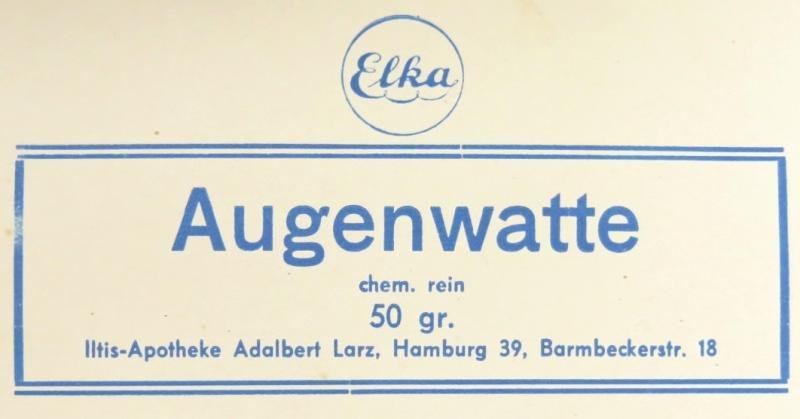 Elka
Augenwatte
chem. rein
50 gr.
Iltis-Apotheke Adalbert Larz, Hamburg 39, Barmbeckerstr. 18